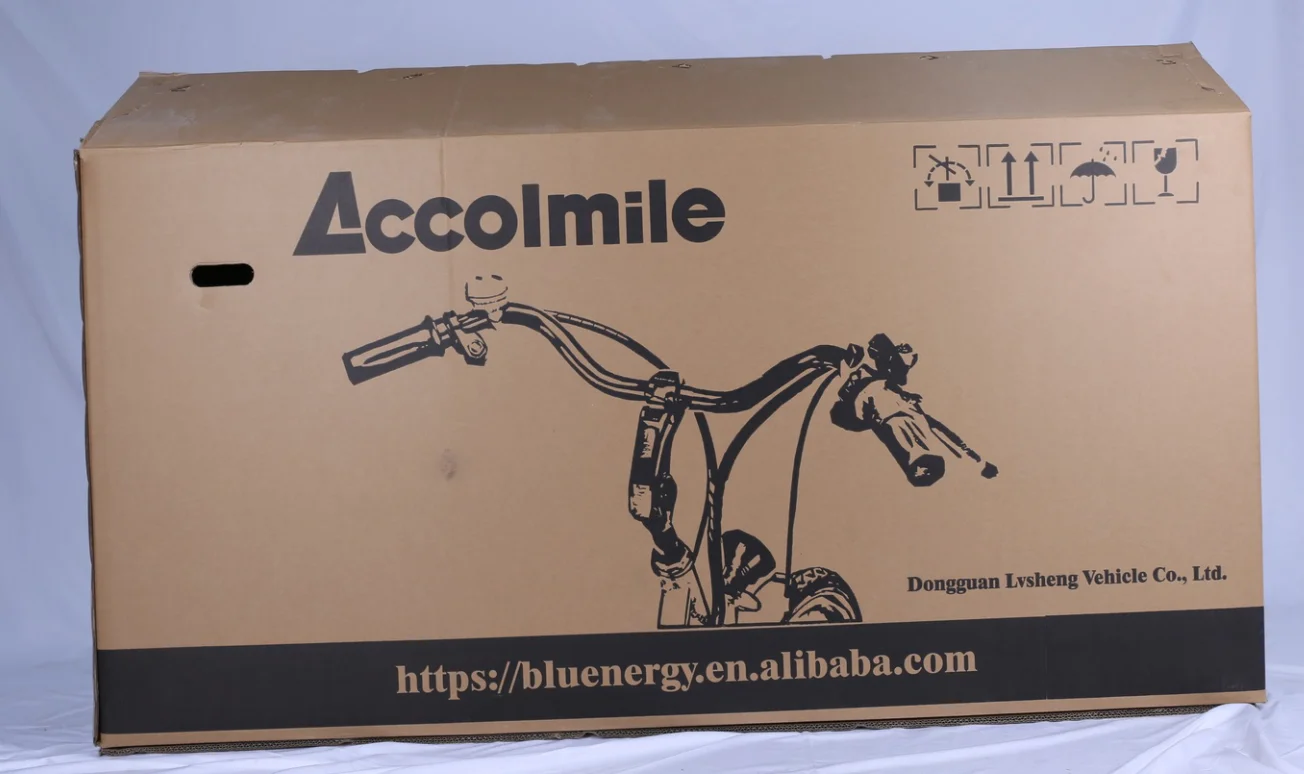 Accolmile
Dongguan Lvsheng Vehicle Co., Ltd.
https://bluenergy.en.alibaba.com